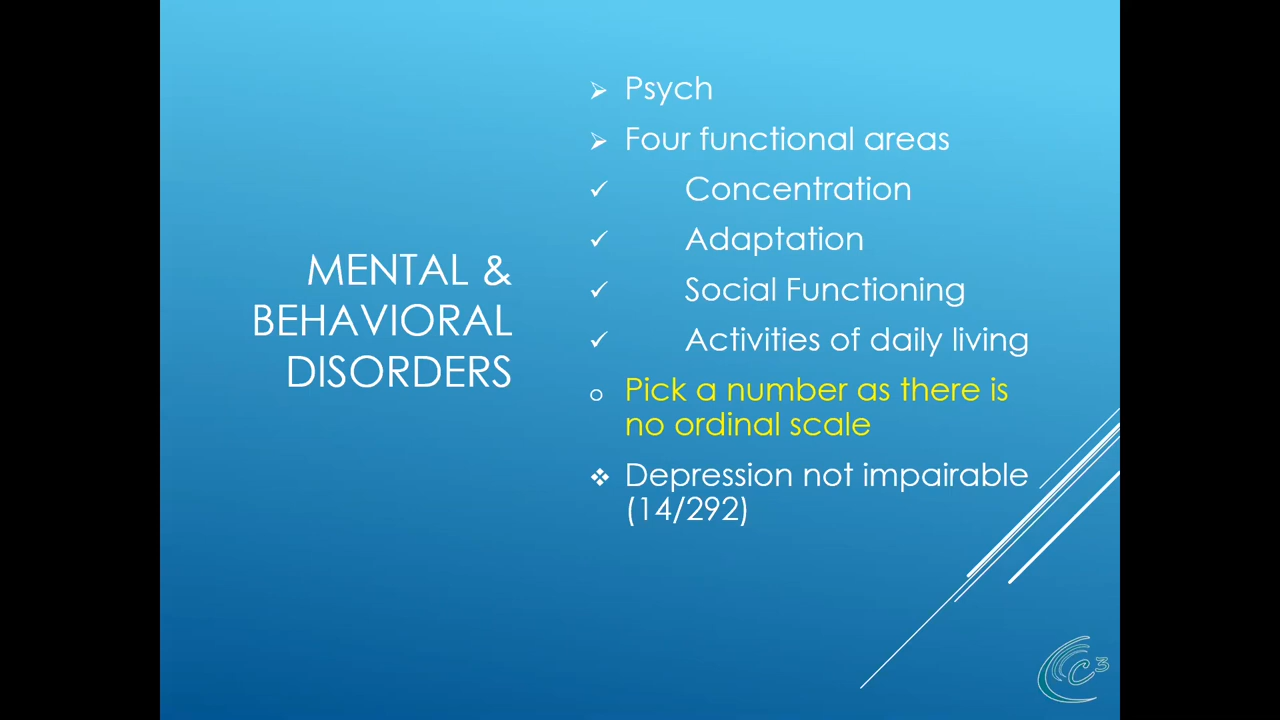 MENTAL &
BEHAVIORAL
DISORDERS
Psych
Four functional areas
Concentration
Adaptation
Social Functioning
Activities of daily living
Pick a number as there is
no ordinal scale
Depression not impairable
(14/292)
C3